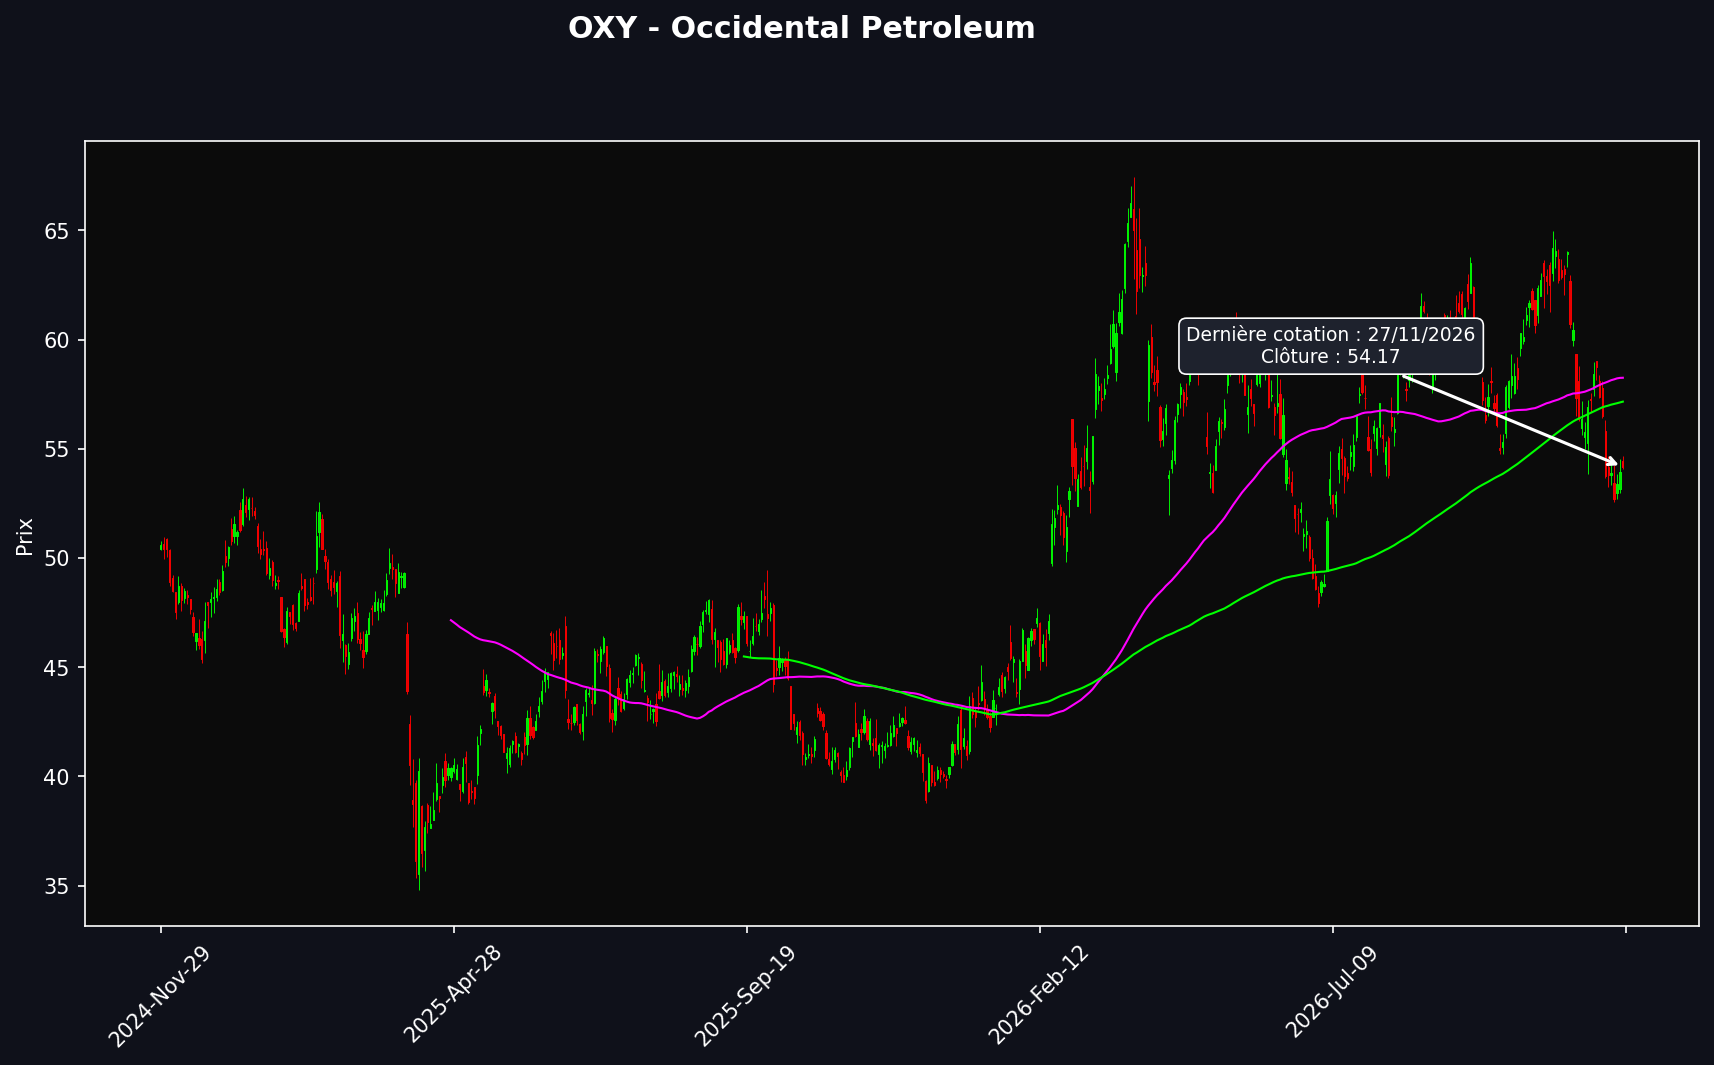 OXY - Occidental Petroleum
Prix
65
60
55
50
45
40
35
Dernière cotation : 27/11/2026
Clôture : 54.17
2024-Nov-29
2025-Apr-28
2025-Sep-19
2026-Feb-12
2026-Jul-09